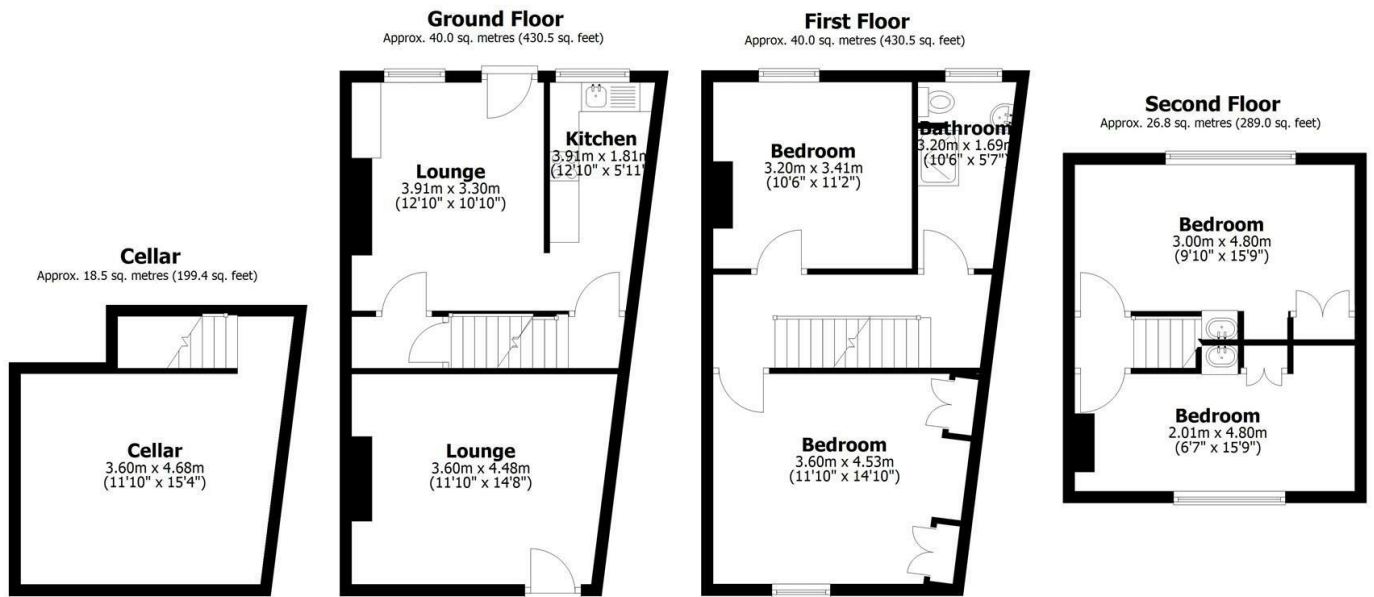 Ground Floor
Approx. 40.0 sq. metres (430.5 sq. feet)
Kitchen
3.91m x 1.81m
(12'10" x 5'11"
Lounge
3.91m x 3.30m
(12'10" x 10'10")
Lounge
3.60m x 4.48m
(11'10" x 14'8")
First Floor
Approx. 40.0 sq. metres (430.5 sq. feet)
Bedroom
3.20m x 3.41m
(10'6" x 11'2")
Bathroom
3.20m x 1.69m
(10'6" x 5'7")
Bedroom
3.60m x 4.53m
(11'10" x 14'10")
Second Floor
Approx. 26.8 sq. metres (289.0 sq. feet)
Bedroom
3.00m x 4.80m
(9'10" x 15'9")
Bedroom
2.01m x 4.80m
(6'7" x 15'9")
Cellar
Approx. 18.5 sq. metres (199.4 sq. feet)
Cellar
3.60m x 4.68m
(11'10" x 15'4")